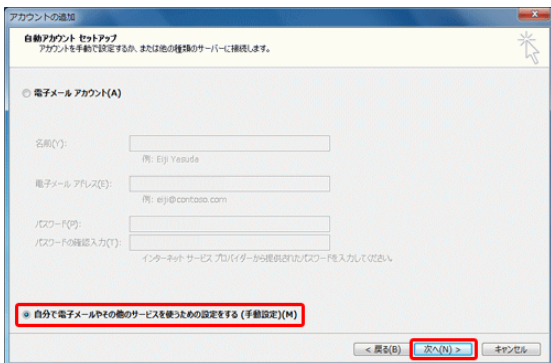 アカウントの追加
自動アカウント セットアップ
アカウントを手動で設定するか、または他の種類のサーバーに接続します。
電子メール アカウント(A)
名前(Y):
例: Eiji Yasuda
電子メール アドレス(E):
例: eiji@contoso.com
パスワード(P):
パスワードの確認入力(T):
インターネット サービス プロバイダーから提供されたパスワードを入力してください。
自分で電子メールやその他のサービスを使うための設定をする (手動設定)(M)
< 戻る(B)
次へ(N) >
キャンセル